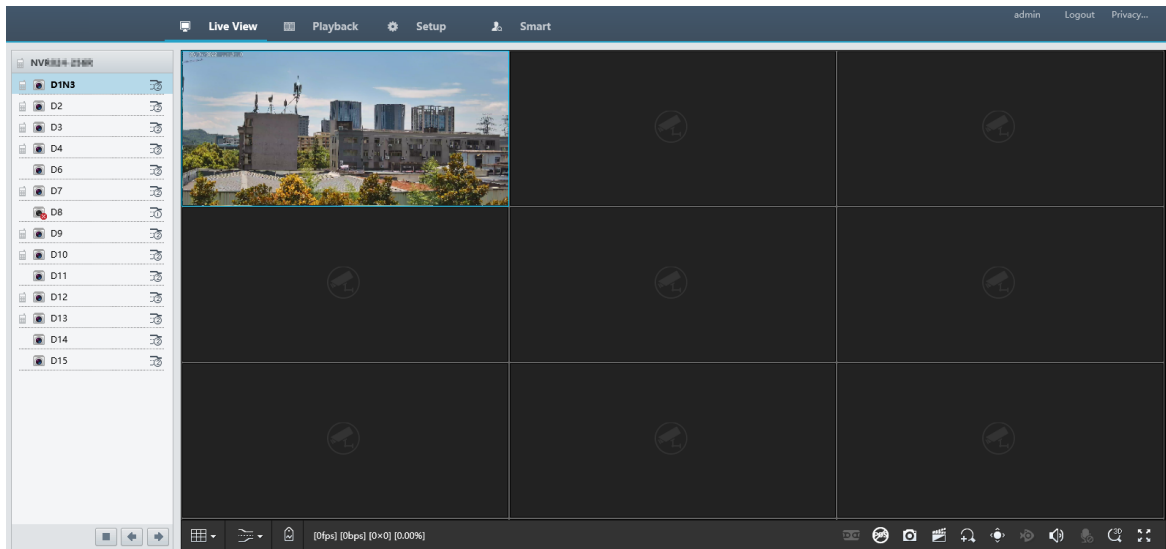 Live View Playback Setup Smart admin Logout Privacy...
D1N3
D2
D3
D4
D6
D7
D8
D9
D10
D11
D12
D13
D14
D15
[0fps] [0bps] [0×0] [0.00%]